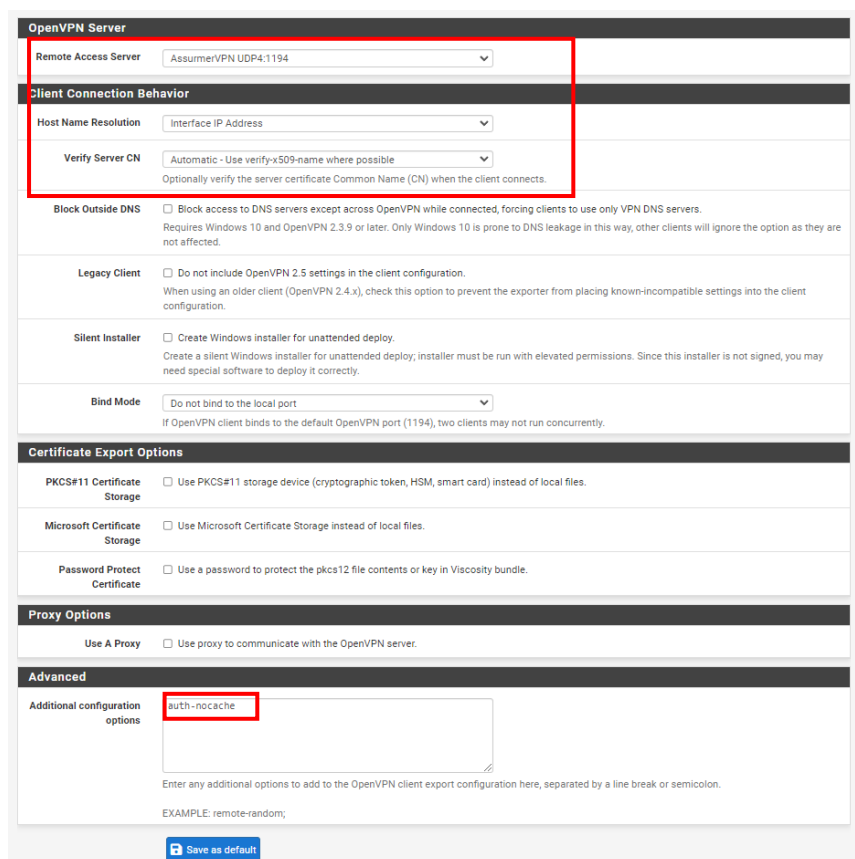 OpenVPN Server
Remote Access Server
AssurmerVPN UDP4:1194
Client Connection Behavior
Host Name Resolution
Interface IP Address
Verify Server CN
Automatic - Use verify-x509-name where possible
Optionally verify the server certificate Common Name (CN) when the client connects.
Block Outside DNS
Block access to DNS servers except across OpenVPN while connected, forcing clients to use only VPN DNS servers.
Requires Windows 10 and OpenVPN 2.3.9 or later. Only Windows 10 is prone to DNS leakage in this way, other clients will ignore the option as they are
not affected.
Legacy Client
Do not include OpenVPN 2.5 settings in the client configuration.
When using an older client (OpenVPN 2.4.x), check this option to prevent the exporter from placing known-incompatible settings into the client
configuration.
Silent Installer
Create Windows installer for unattended deploy.
Create a silent Windows installer for unattended deploy; installer must be run with elevated permissions. Since this installer is not signed, you may
need special software to deploy it correctly.
Bind Mode
Do not bind to the local port
If OpenVPN client binds to the default OpenVPN port (1194), two clients may not run concurrently.
Certificate Export Options
PKCS#11 Certificate
Storage
Use PKCS#11 storage device (cryptographic token, HSM, smart card) instead of local files.
Microsoft Certificate
Storage
Use Microsoft Certificate Storage instead of local files.
Password Protect
Certificate
Use a password to protect the pkcs12 file contents or key in Viscosity bundle.
Proxy Options
Use A Proxy
Use proxy to communicate with the OpenVPN server.
Advanced
Additional configuration
options
auth-nocache
Enter any additional options to add to the OpenVPN client export configuration here, separated by a line break or semicolon.
EXAMPLE: remote-random;
Save as default